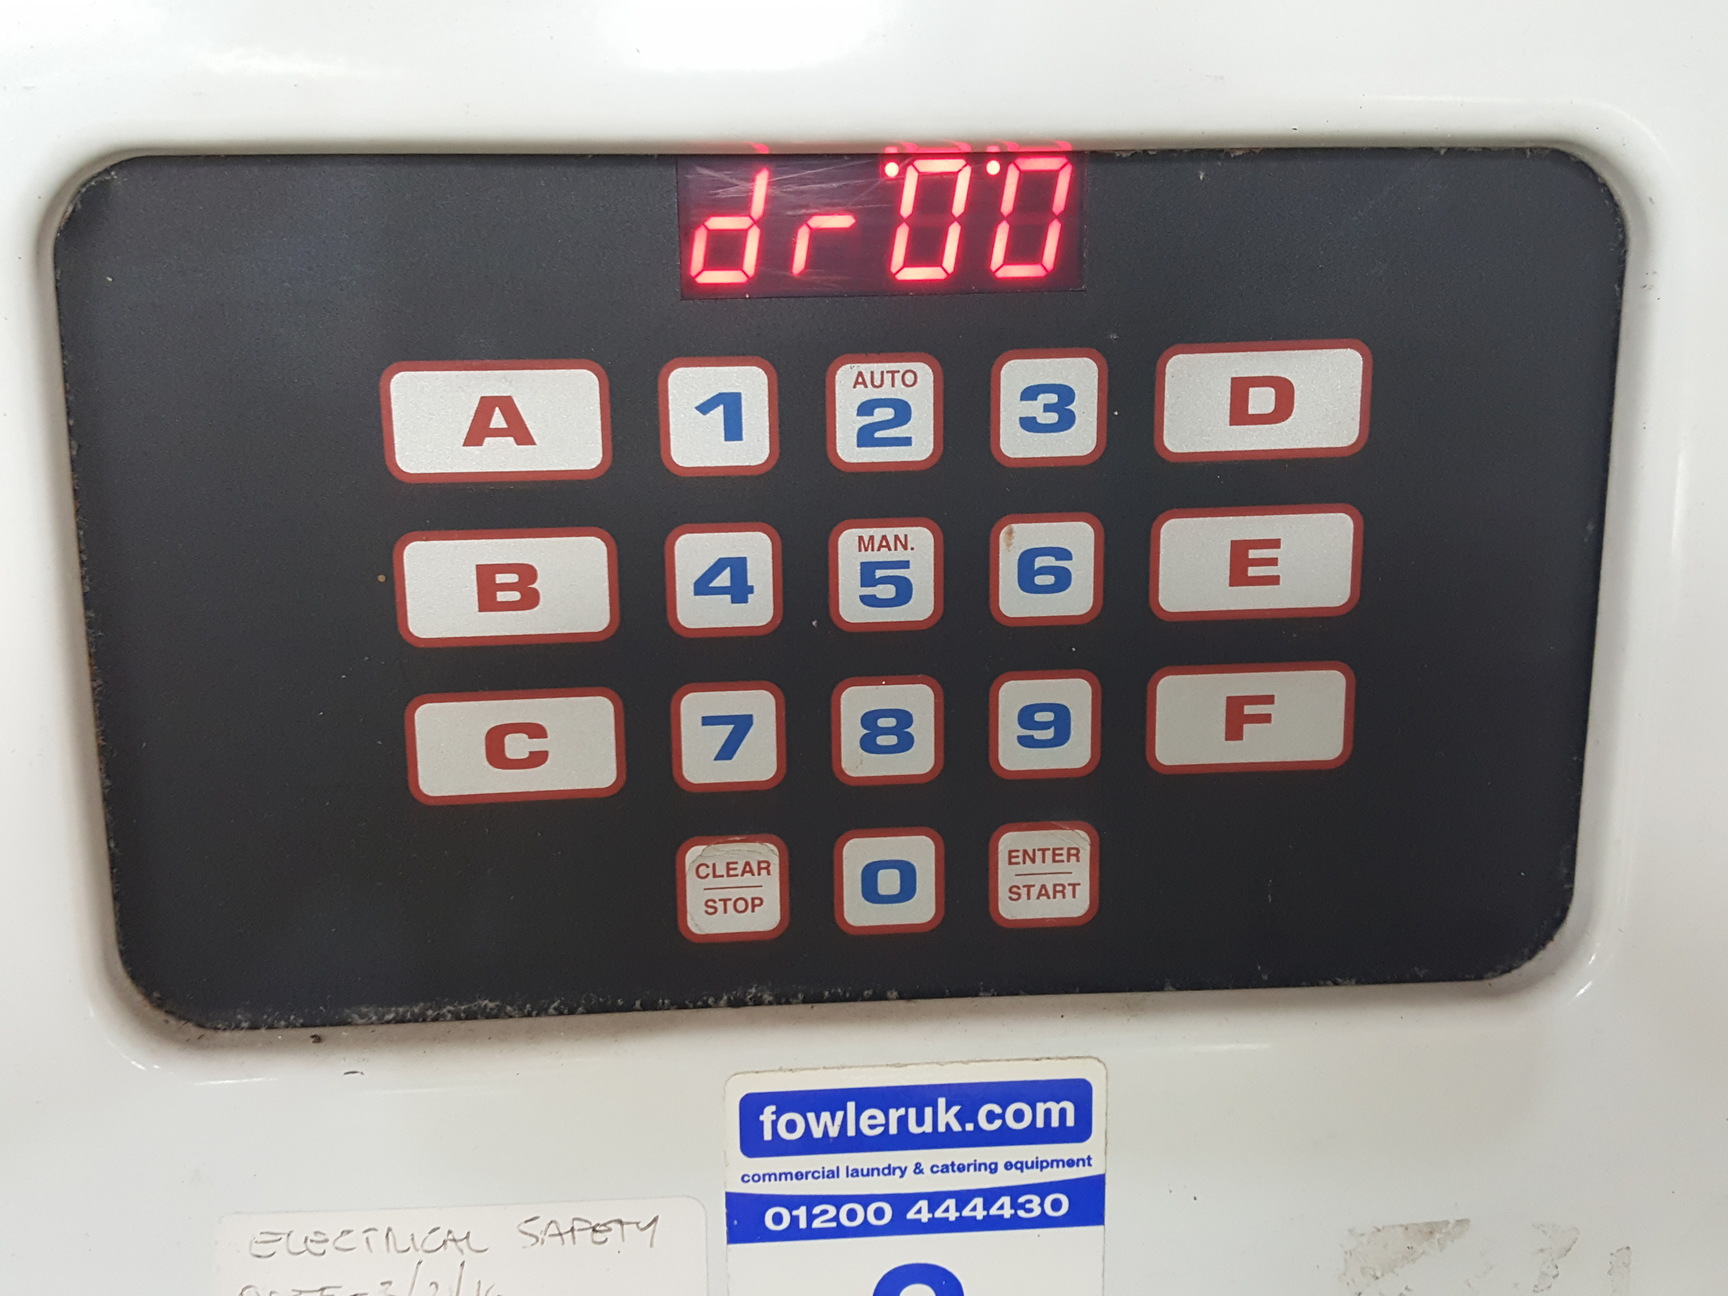 dr00
A 1 AUTO 2 3 D
B 4 MAN. 5 6 E
C 7 8 9 F
CLEAR STOP 0 ENTER START
fowleruk.com
commercial laundry & catering equipment
01200 444430
ELECTRICAL SAFETY